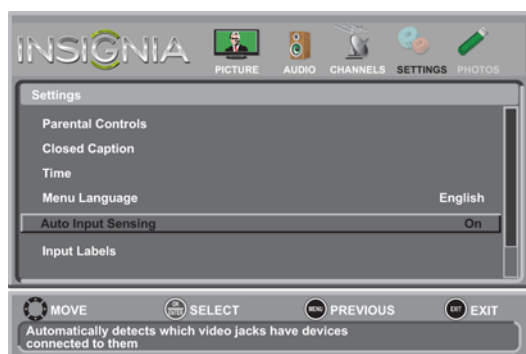 INSIGNIA
PICTURE AUDIO CHANNELS SETTINGS PHOTOS
Settings
Parental Controls
Closed Caption
Time
Menu Language English
Auto Input Sensing On
Input Labels
MOVE OK ENTER SELECT MENU PREVIOUS EXIT EXIT
Automatically detects which video jacks have devices
connected to them